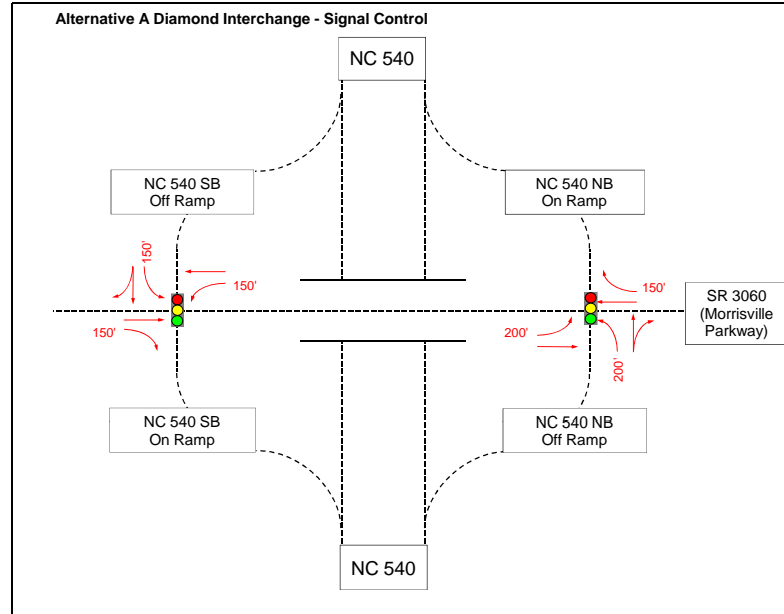 Alternative A Diamond Interchange - Signal Control
NC 540
NC 540 SB
Off Ramp
NC 540 NB
On Ramp
150'
150'
150'
150'
200'
200'
SR 3060
(Morrisville
Parkway)
NC 540 SB
On Ramp
NC 540 NB
Off Ramp
NC 540